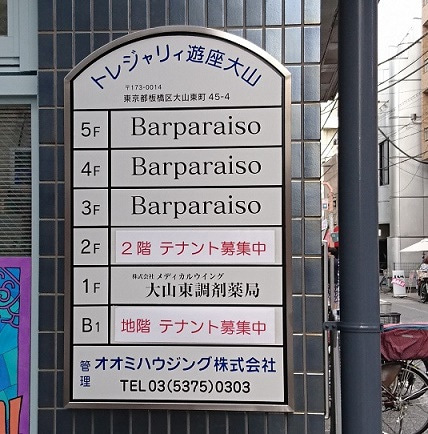 トレジャリィ遊座大山
〒173-0014
東京都板橋区大山東町 45-4
5F Barparaiso
4F Barparaiso
3F Barparaiso
2F 2階 テナント募集中
1F 株式会社 メディカルウイング
大山東調剤薬局
B1 地階 テナント募集中
管理 オオミハウジング株式会社
TEL 03(5375)0303